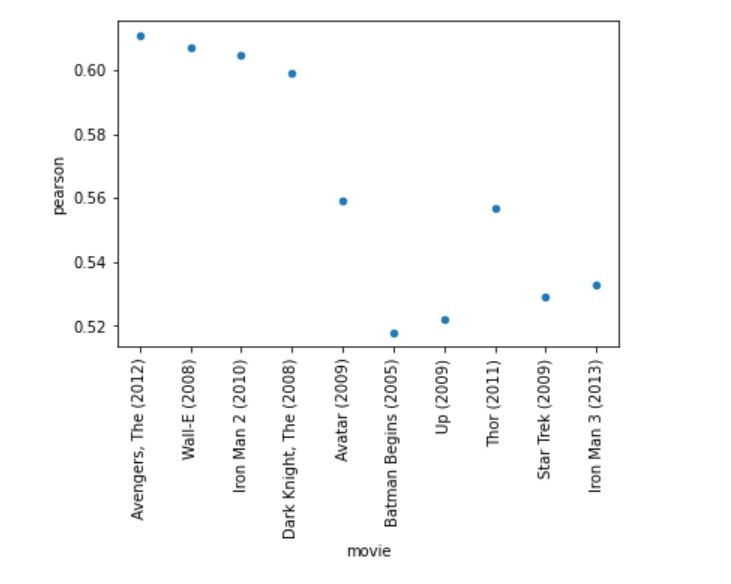 0.60
0.58
0.56
0.54
0.52
pearson
Avengers, The (2012)
Wall-E (2008)
Iron Man 2 (2010)
Dark Knight, The (2008)
Avatar (2009)
Batman Begins (2005)
Up (2009)
Thor (2011)
Star Trek (2009)
Iron Man 3 (2013)
movie